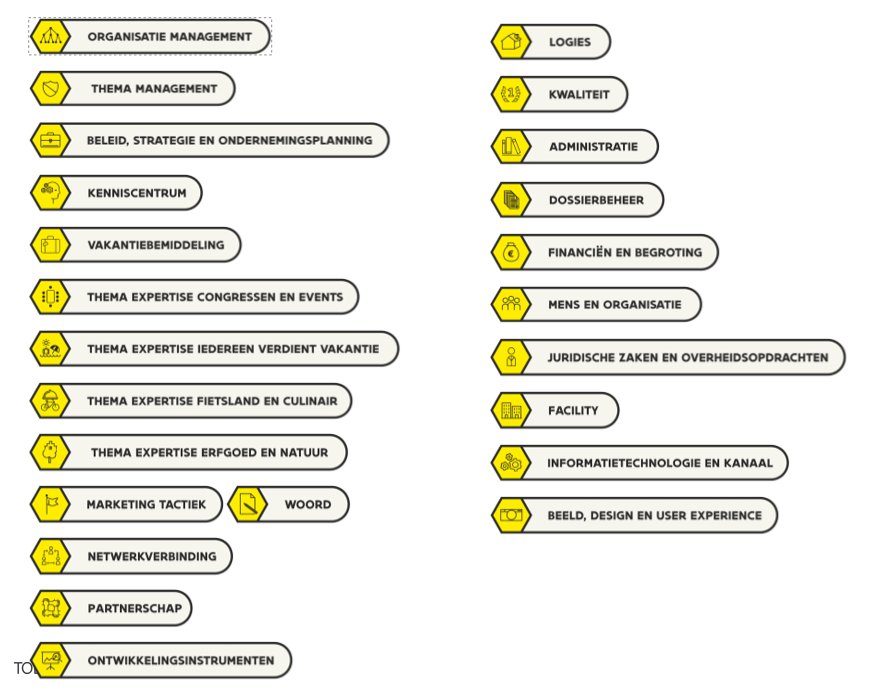 ORGANISATIE MANAGEMENT
THEMA MANAGEMENT
BELEID, STRATEGIE EN ONDERNEMINGSPLANNING
KENNISCENTRUM
VAKANTIEBEMIDDELING
THEMA EXPERTISE CONGRESSEN EN EVENTS
THEMA EXPERTISE IEDEREEN VERDIENT VAKANTIE
THEMA EXPERTISE FIETSLAND EN CULINAIR
THEMA EXPERTISE ERFGOED EN NATUUR
MARKETING TACTIEK WOORD
NETWERKVERBINDING
PARTNERSCHAP
ONTWIKKELINGSINSTRUMENTEN
LOGIES
1
KWALITEIT
ADMINISTRATIE
DOSSIERBEHEER
€
FINANCIËN EN BEGROTING
MENS EN ORGANISATIE
JURIDISCHE ZAKEN EN OVERHEIDSOPDRACHTEN
FACILITY
INFORMATIETECHNOLOGIE EN KANAAL
BEELD, DESIGN EN USER EXPERIENCE